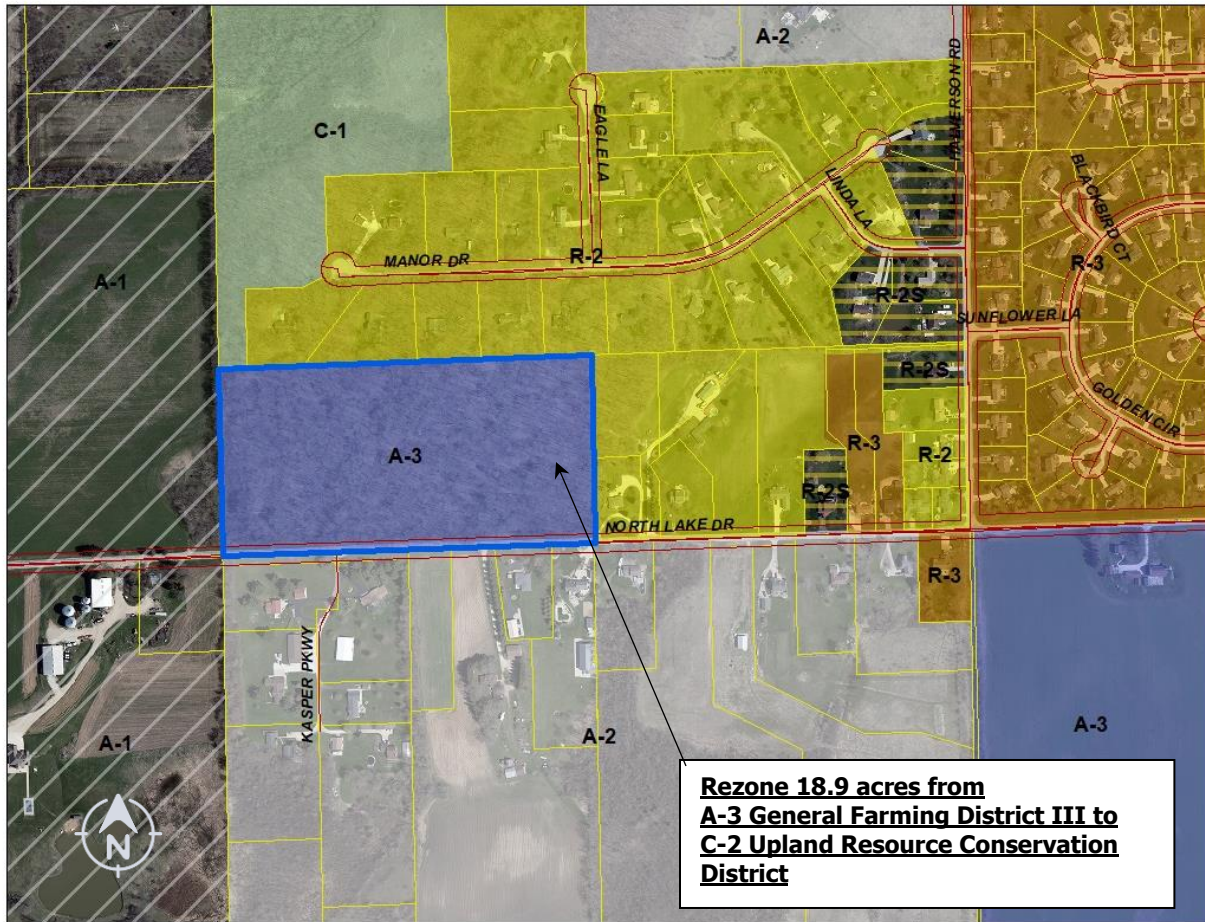 A-2
HALVERSON RD
C-1
EAGLE LA
BLACKBIRD CT
LINDA LA
MANOR DR
R-2
R-3
A-1
R-2S
SUNFLOWER LA
R-2S
GOLDEN CIR
R-3
R-2
A-3
R-2S
NORTH LAKE DR
R-3
KASPER PKWY
A-2
A-3
A-1
Rezone 18.9 acres from
A-3 General Farming District III to
C-2 Upland Resource Conservation
District
N